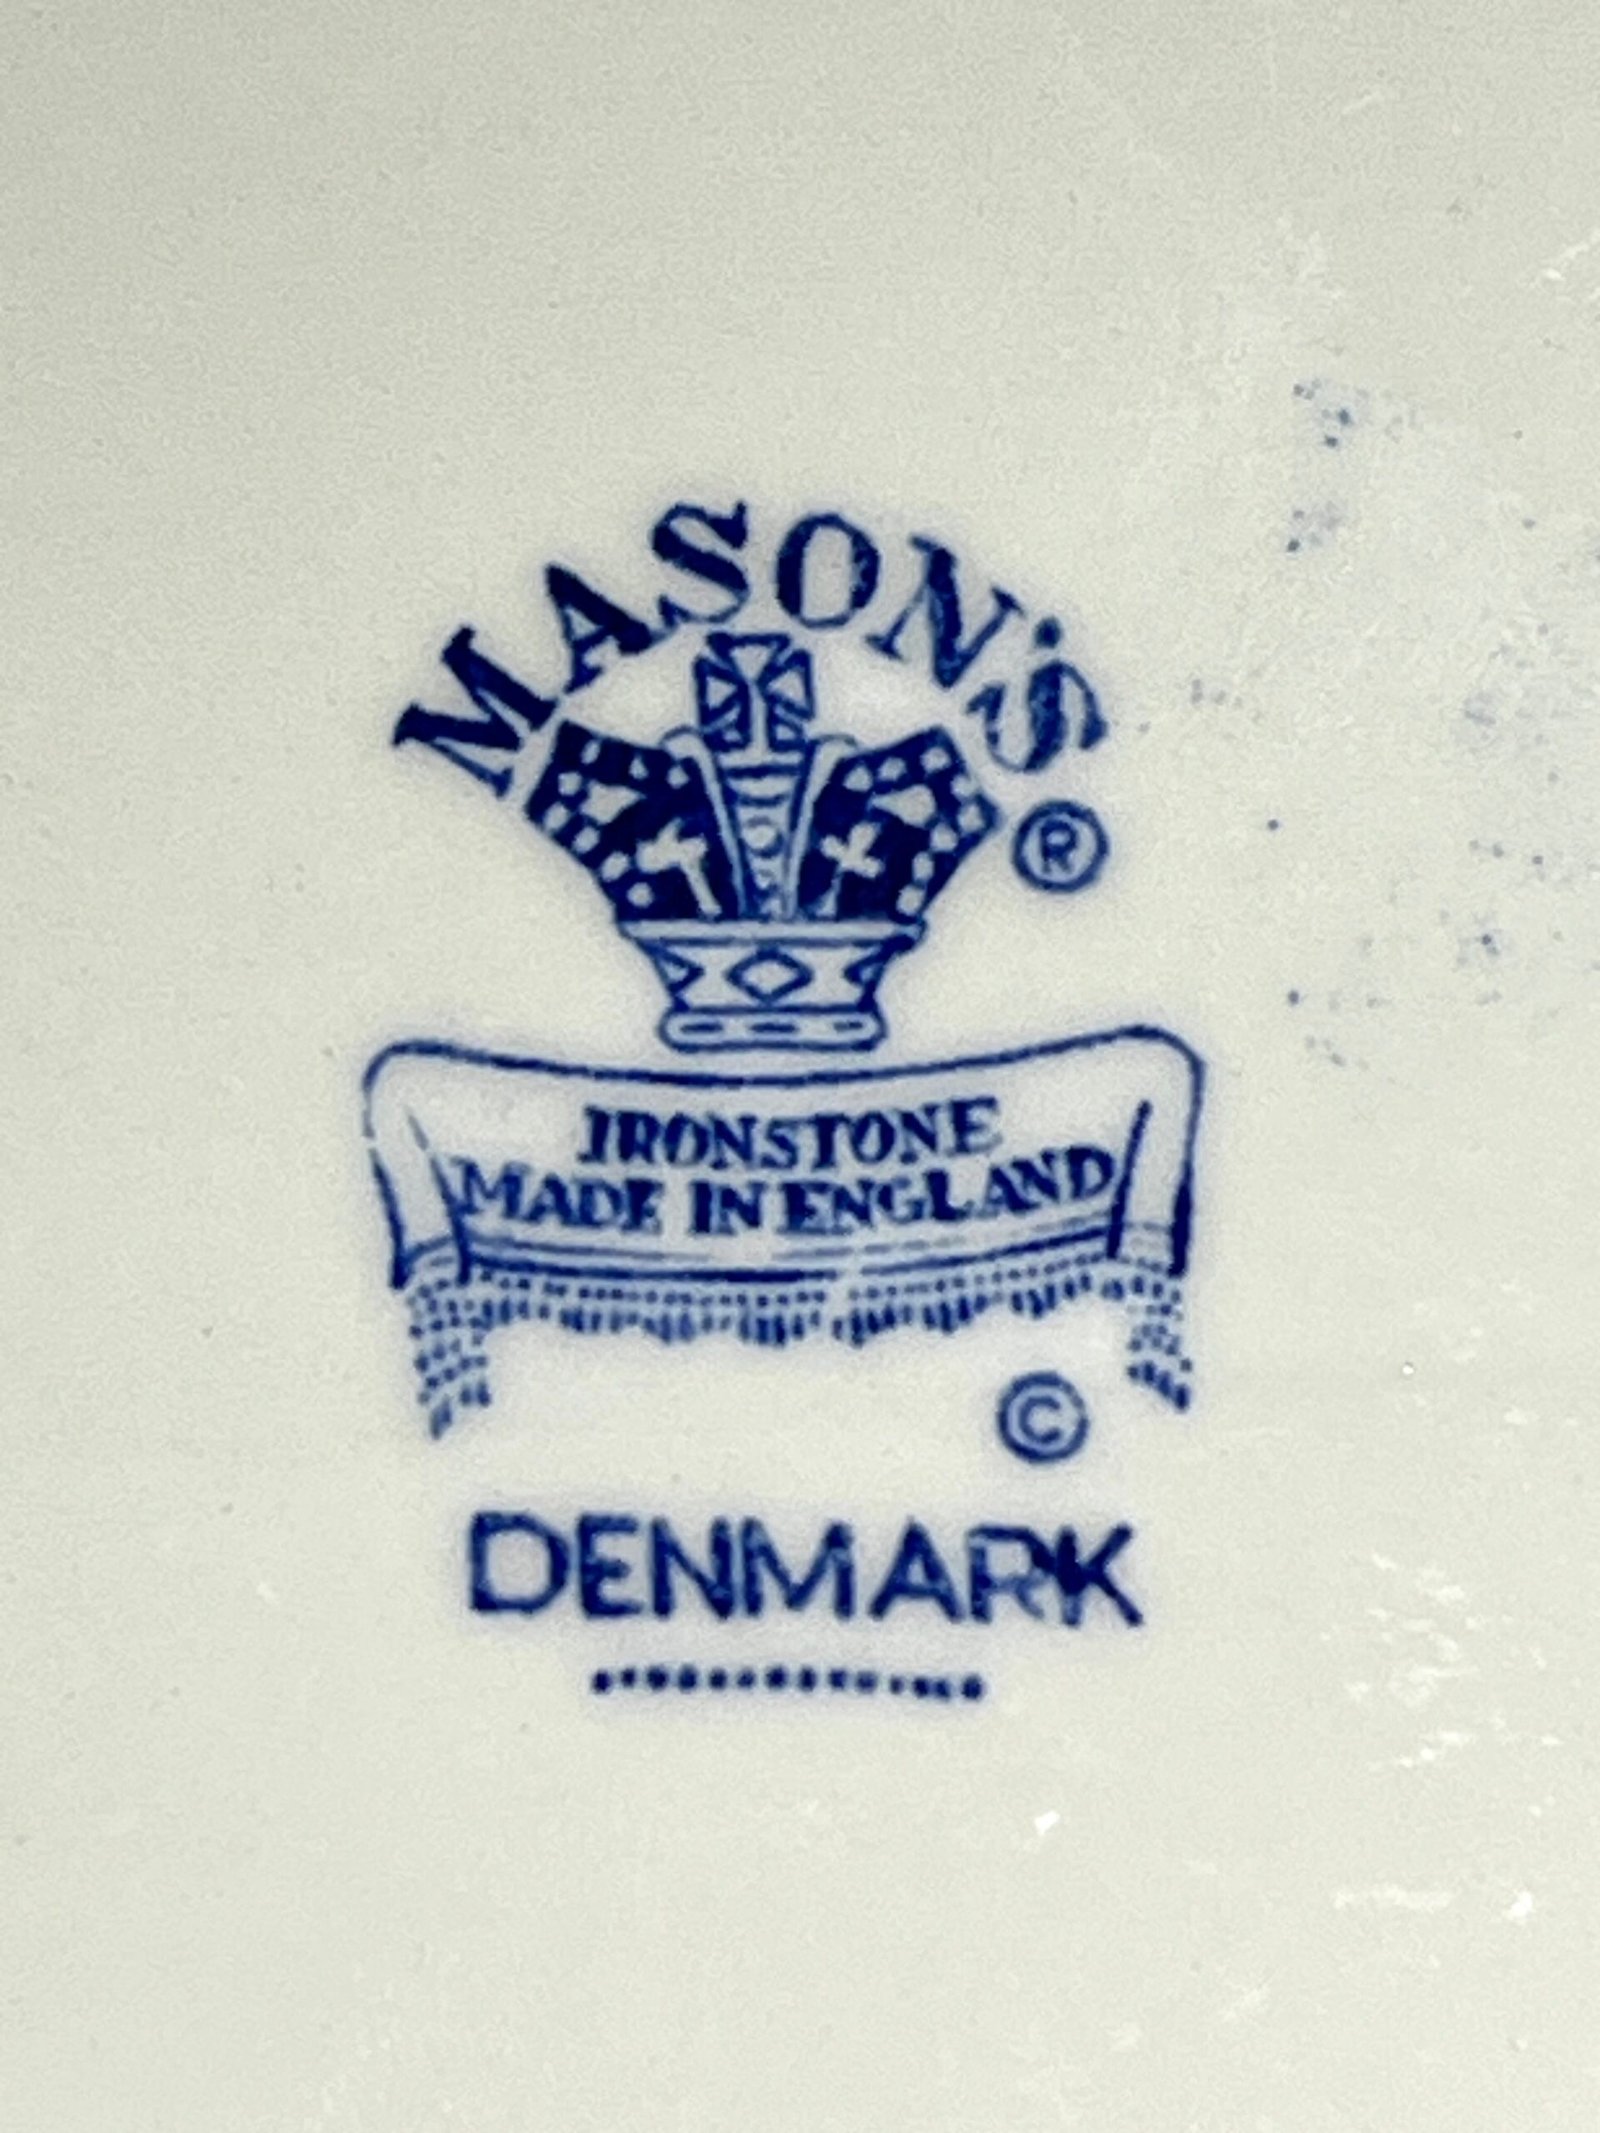 MASON'S
®
IRONSTONE
MADE IN ENGLAND
©
DENMARK